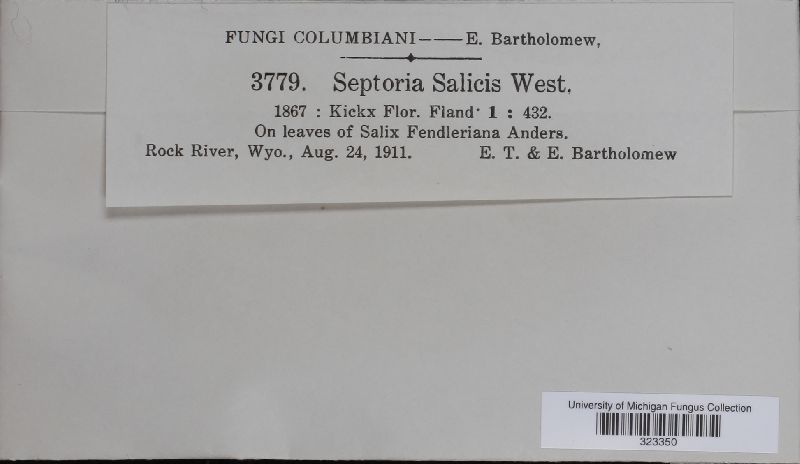 FUNGI COLUMBIANI——E. Bartholomew,
3779. Septoria Salicis West.
1867 : Kickx Flor. Fland· 1 : 432.
On leaves of Salix Fendleriana Anders.
Rock River, Wyo., Aug. 24, 1911. E. T. & E. Bartholomew
University of Michigan Fungus Collection
323350